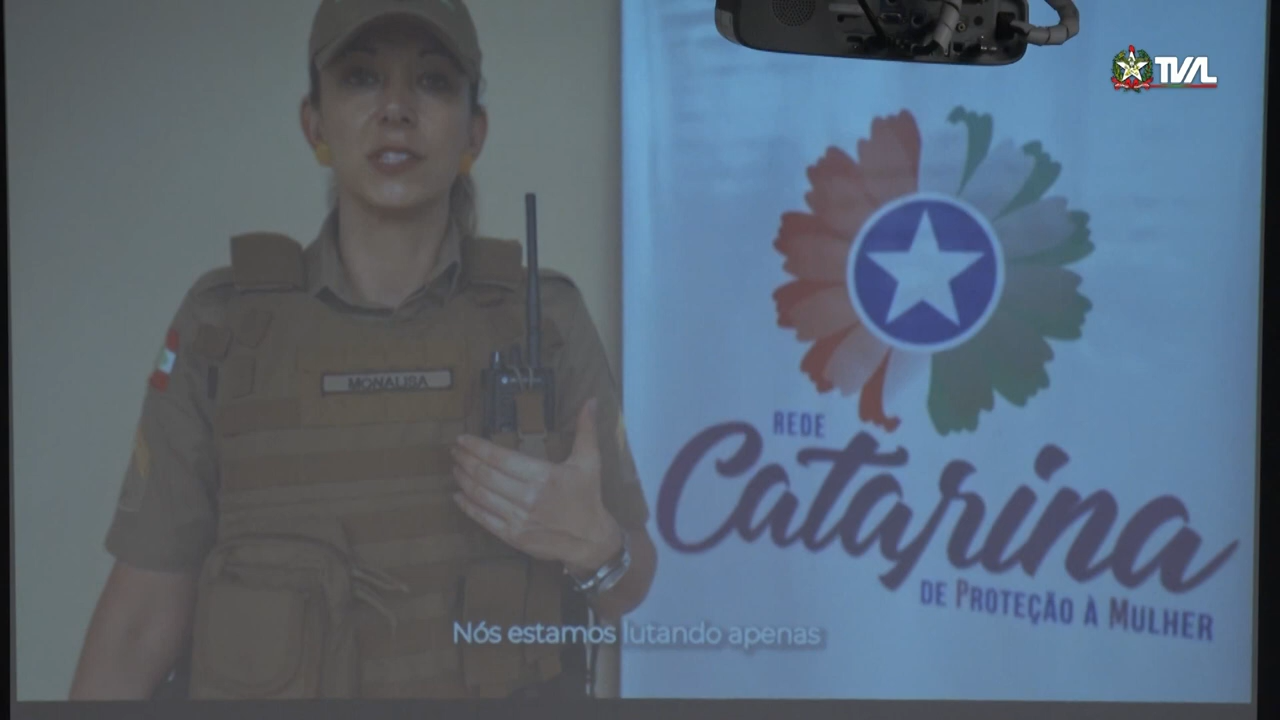 TVAL
MONALISA
REDE
Catarina
DE PROTEÇÃO À MULHER
Nós estamos lutando apenas